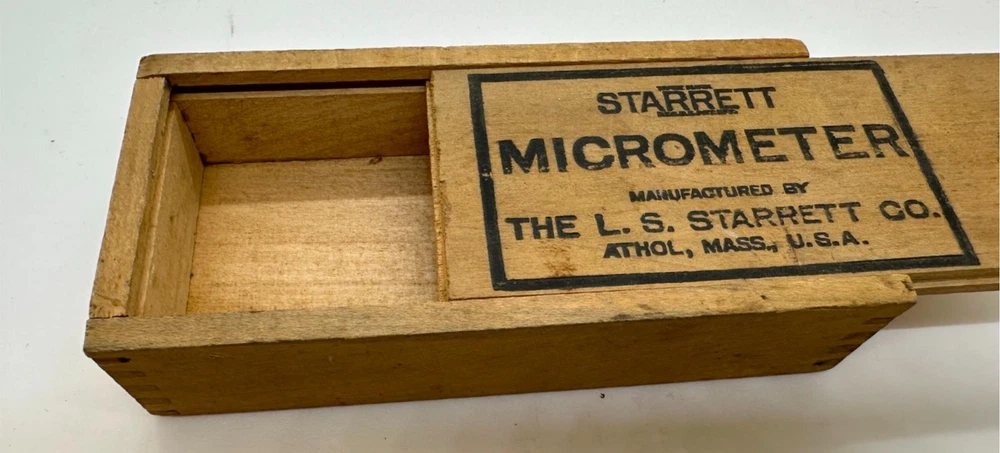 STARRETT
MICROMETER
MANUFACTURED BY
THE L. S. STARRETT CO.
ATHOL, MASS., U.S.A.